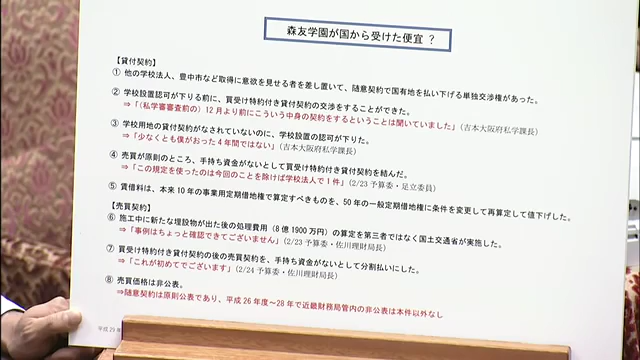 森友学園が国から受けた便宜 ?
【貸付契約】
① 他の学校法人、豊中市など取得に意欲を見せる者を差し置いて、随意契約で国有地を払い下げる単独交渉権があった。
② 学校設置認可が下りる前に、買受け特約付き貸付契約の交渉をすることができた。
⇒「（私学審審査前の）12月より前にこういう中身の契約をするということは聞いていました」（吉本大阪府私学課長）
③ 学校用地の貸付契約がなされていないのに、学校設置の認可が下りた。
⇒「少なくとも僕がおった4年間ではない」（吉本大阪府私学課長）
④ 売買が原則のところ、手持ち資金がないとして買受け特約付き貸付契約を結んだ。
⇒「この規定を使ったのは今回のことを除けば学校法人で1件」（2/23 予算委・足立委員）
⑤ 賃借料は、本来10年の事業用定期借地権で算定すべきものを、50年の一般定期借地権に条件を変更して再算定して値下げした。
【売買契約】
⑥ 施工中に新たな埋設物が出た後の処理費用（8億1900万円）の算定を第三者ではなく国土交通省が実施した。
⇒「事例はちょっと確認できてございません」（2/23 予算委・佐川理財局長）
⑦ 買受け特約付き貸付契約の後の売買契約を、手持ち資金がないとして分割払いにした。
⇒「これが初めてでございます」（2/24 予算委・佐川理財局長）
⑧ 売買価格は非公表。
⇒随意契約は原則公表であり、平成26年度～28年で近畿財務局管内の非公表は本件以外なし
平成29年